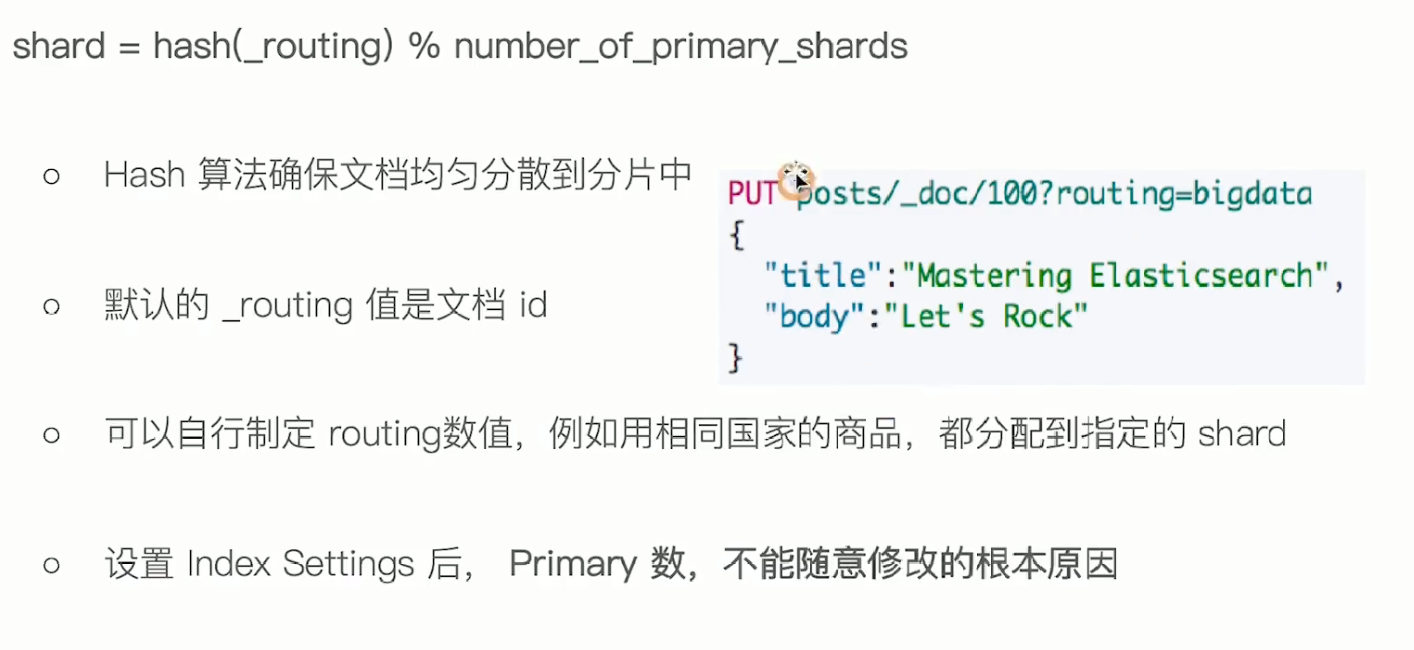 shard = hash(_routing) % number_of_primary_shards
Hash 算法确保文档均匀分散到分片中
PUT posts/_doc/100?routing=bigdata
{
"title":"Mastering Elasticsearch",
"body":"Let's Rock"
}
默认的 _routing 值是文档 id
可以自行制定 routing数值，例如用相同国家的商品，都分配到指定的 shard
设置 Index Settings 后， Primary 数，不能随意修改的根本原因